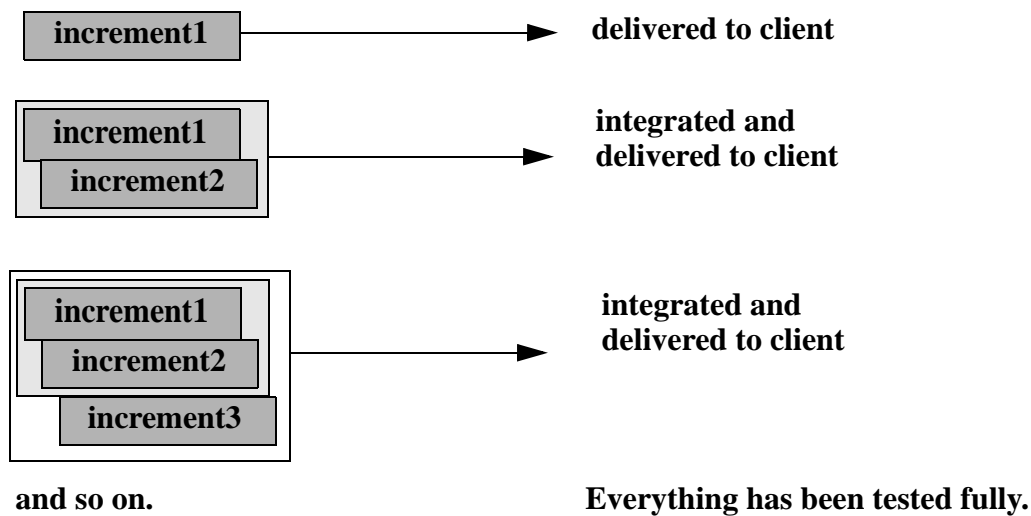 increment1
delivered to client
increment1
increment2
integrated and
delivered to client
increment1
increment2
increment3
integrated and
delivered to client
and so on.
Everything has been tested fully.